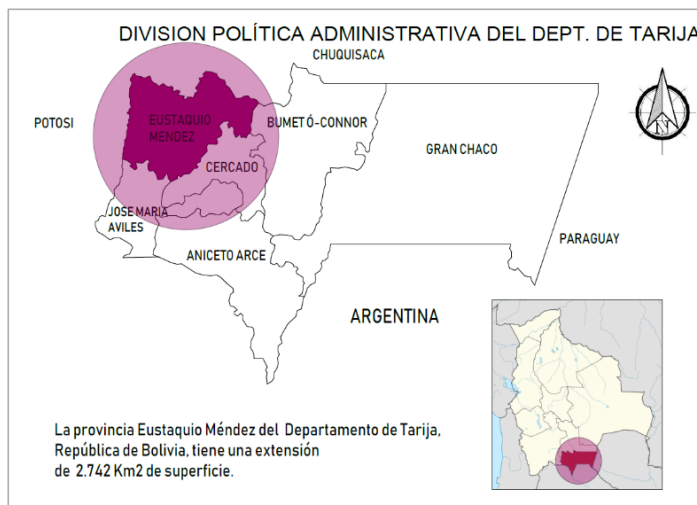 DIVISION POLÍTICA ADMINISTRATIVA DEL DEPT. DE TARIJA
CHUQUISACA
POTOSI
EUSTAQUIO
MENDEZ
BUMET Ó-CONNOR
GRAN CHACO
N
CERCADO
JOSE MARIA
AVILES
ANICETO ARCE
PARAGUAY
ARGENTINA
La provincia Eustaquio Méndez del Departamento de Tarija,
República de Bolivia, tiene una extensión
de 2.742 Km2 de superficie.